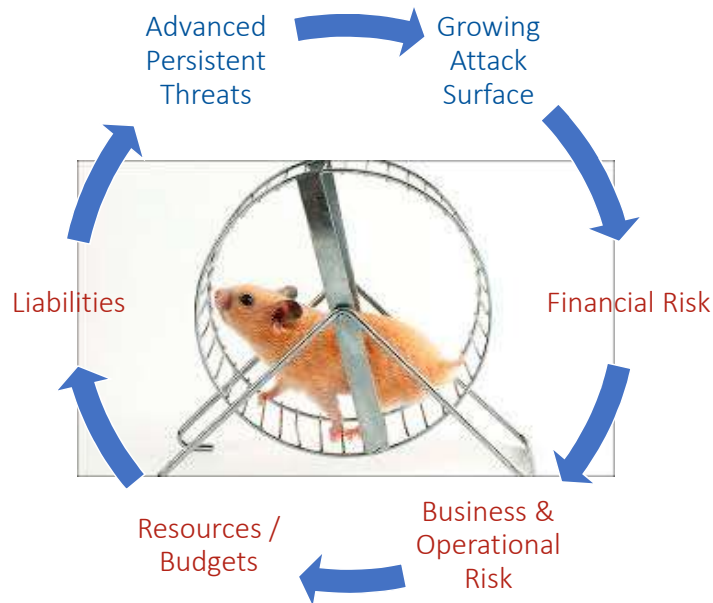 Advanced
Persistent
Threats
Growing
Attack
Surface
Financial Risk
Business &
Operational
Risk
Resources /
Budgets
Liabilities